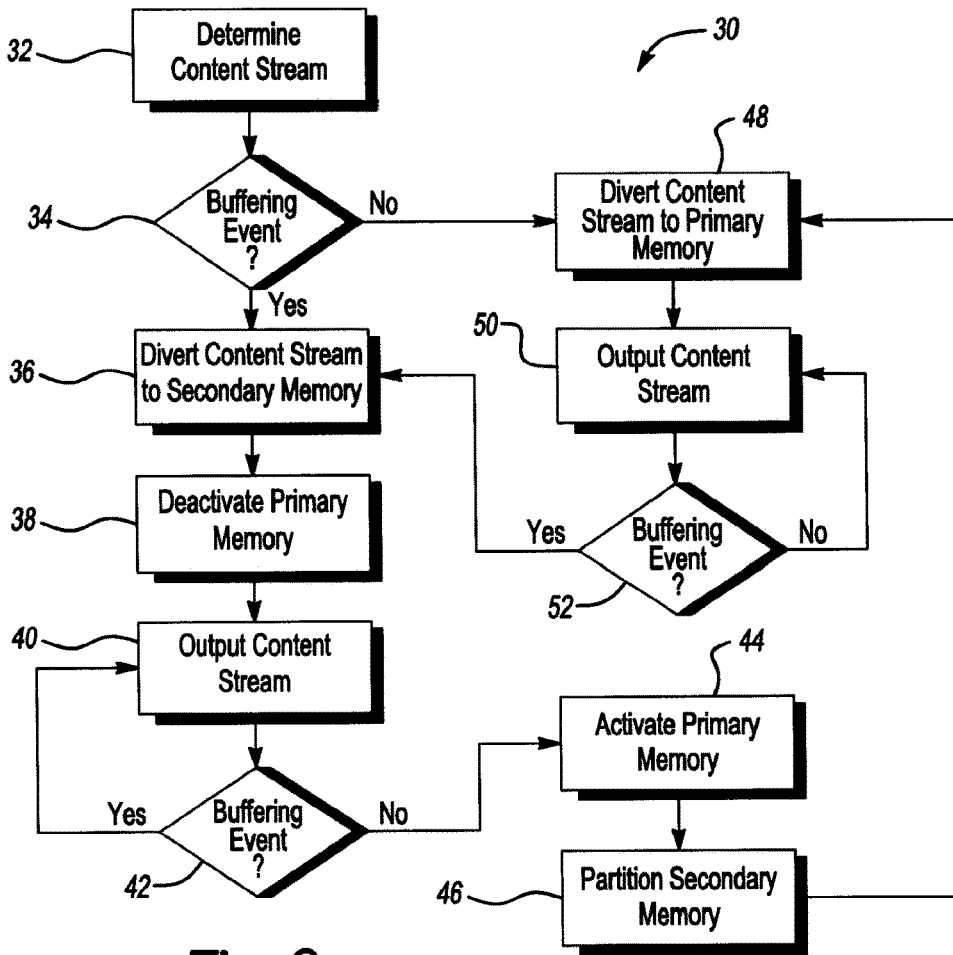 32
Determine
Content Stream
30
34
Buffering
Event
?
No
Yes
48
Divert Content
Stream to Primary
Memory
36
Divert Content Stream
to Secondary Memory
50
Output Content
Stream
38
Deactivate Primary
Memory
Yes
Buffering
Event
?
No
52
40
Output Content
Stream
44
Activate Primary
Memory
Yes
Buffering
Event
?
No
42
46
Partition Secondary
Memory